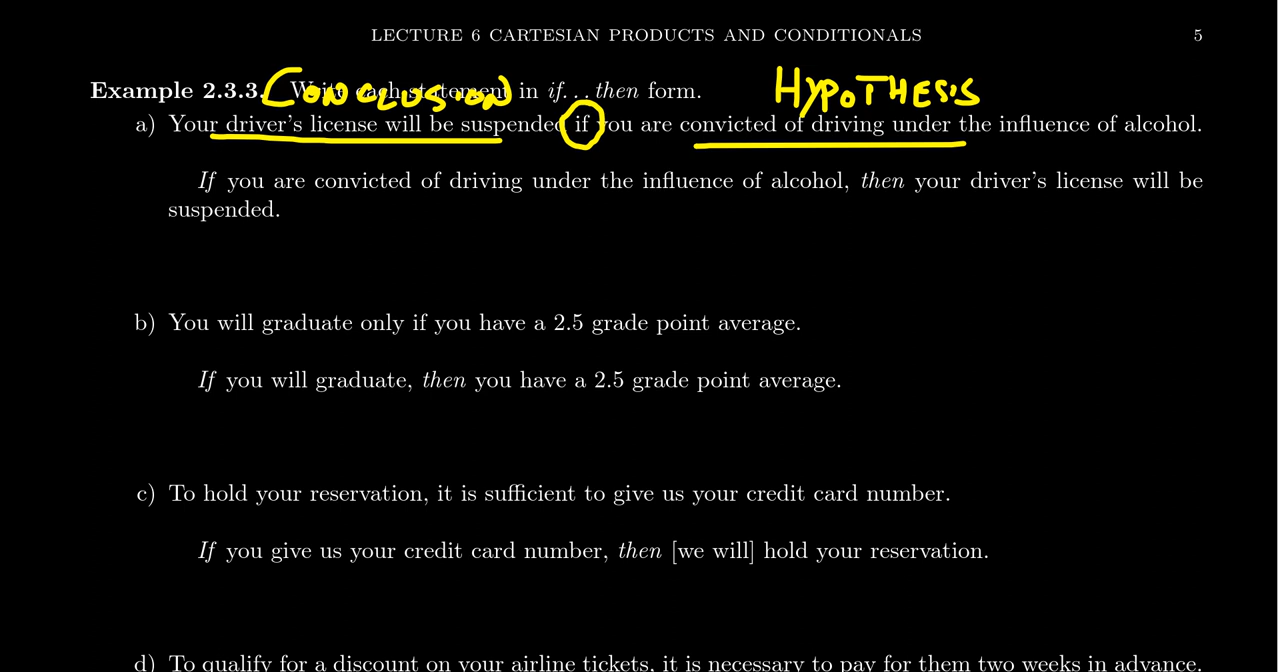 LECTURE 6 CARTESIAN PRODUCTS AND CONDITIONALS 5
CONCLUSION HYPOTHESIS
Example 2.3.3. Write each statement in if... then form.
a) Your driver's license will be suspended if you are convicted of driving under the influence of alcohol.
If you are convicted of driving under the influence of alcohol, then your driver's license will be
suspended.
b) You will graduate only if you have a 2.5 grade point average.
If you will graduate, then you have a 2.5 grade point average.
c) To hold your reservation, it is sufficient to give us your credit card number.
If you give us your credit card number, then [we will] hold your reservation.
d) To qualify for a discount on your airline tickets, it is necessary to pay for them two weeks in advance.